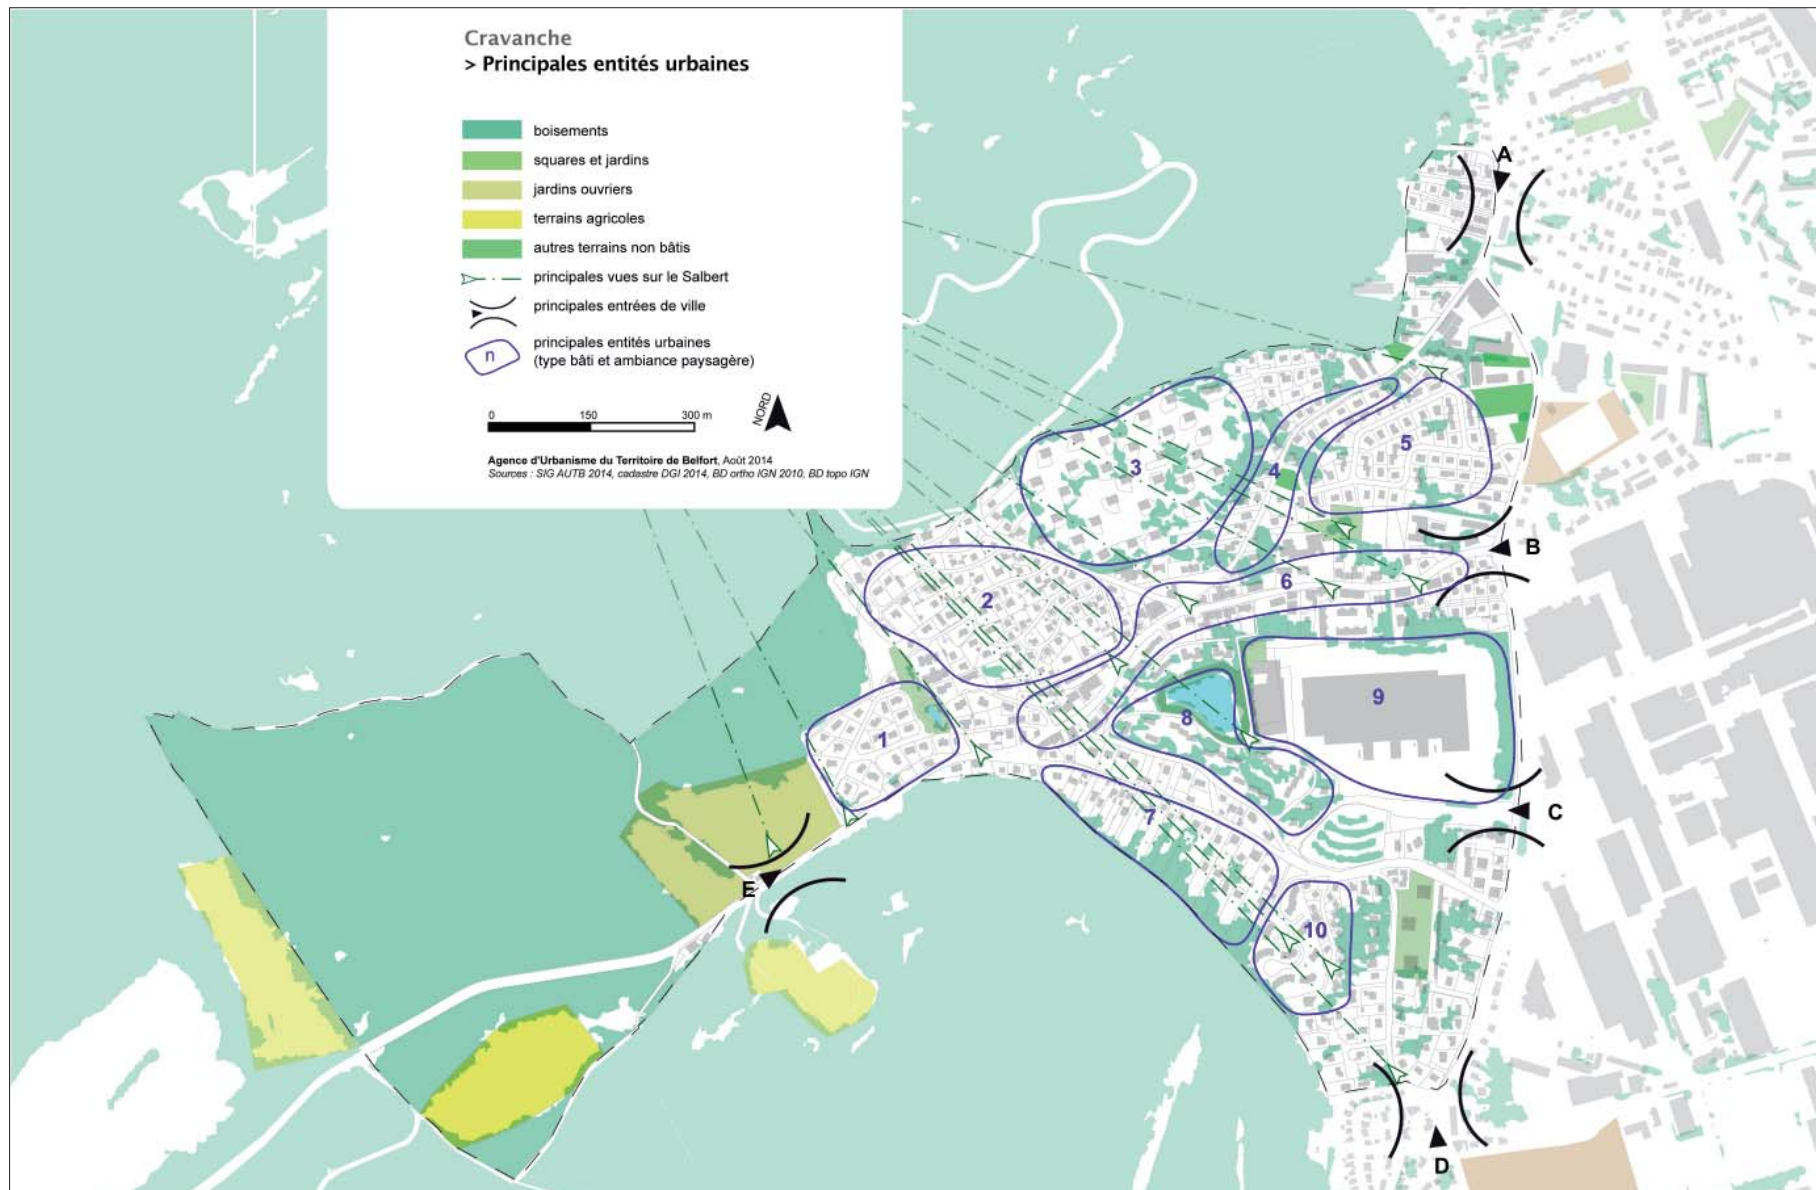 Cravanche
> Principales entités urbaines
boisements
squares et jardins
jardins ouvriers
terrains agricoles
autres terrains non bâtis
principales vues sur le Salbert
principales entrées de ville
n
principales entités urbaines
(type bâti et ambiance paysagère)
0 150 300 m
NORD
Agence d'Urbanisme du Territoire de Belfort, Août 2014
Sources : SIG AUTB 2014, cadastre DGI 2014, BD ortho IGN 2010, BD topo IGN
A
5
3
4
B
6
2
9
8
1
C
7
E
10
D